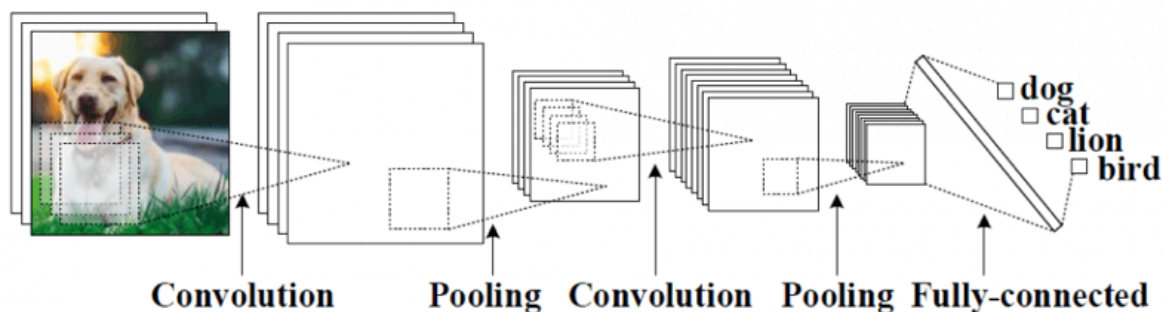 dog
cat
lion
bird
Convolution Pooling Convolution Pooling Fully-connected